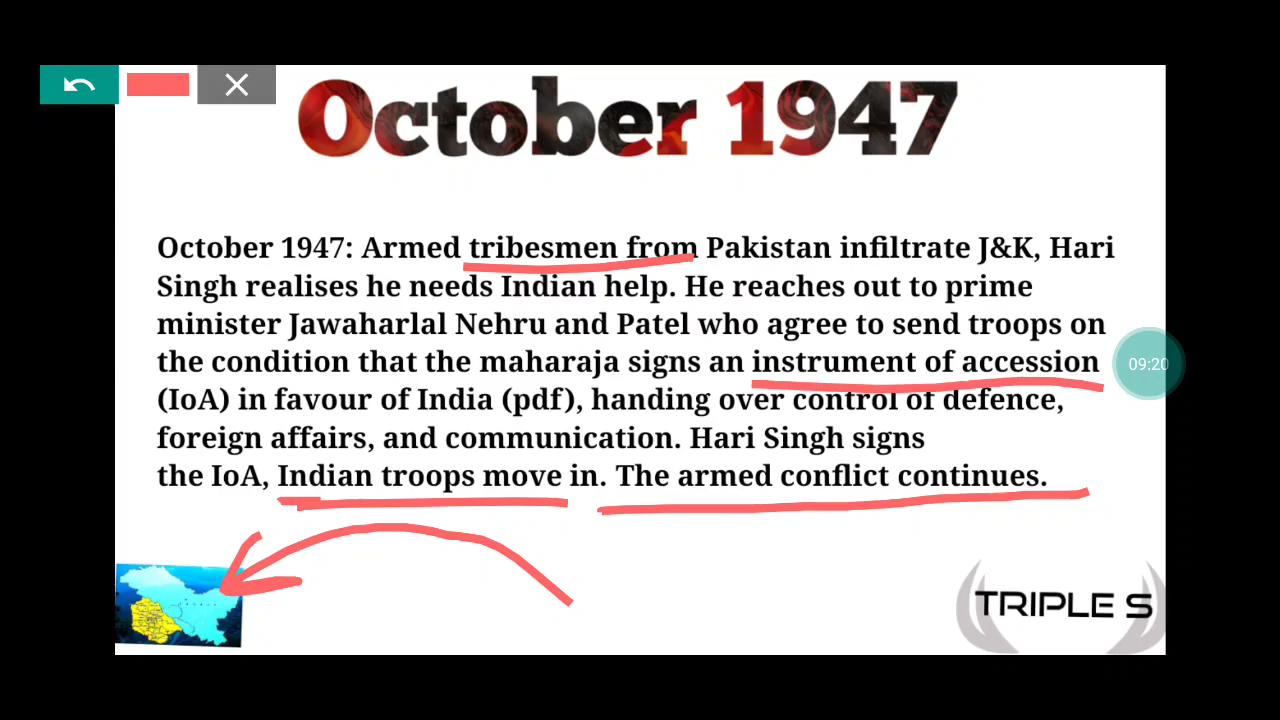 October 1947
October 1947: Armed tribesmen from Pakistan infiltrate J&K, Hari
Singh realises he needs Indian help. He reaches out to prime
minister Jawaharlal Nehru and Patel who agree to send troops on
the condition that the maharaja signs an instrument of accession
09:20
(IoA) in favour of India (pdf), handing over control of defence,
foreign affairs, and communication. Hari Singh signs
the IoA, Indian troops move in. The armed conflict continues.
TRIPLE S